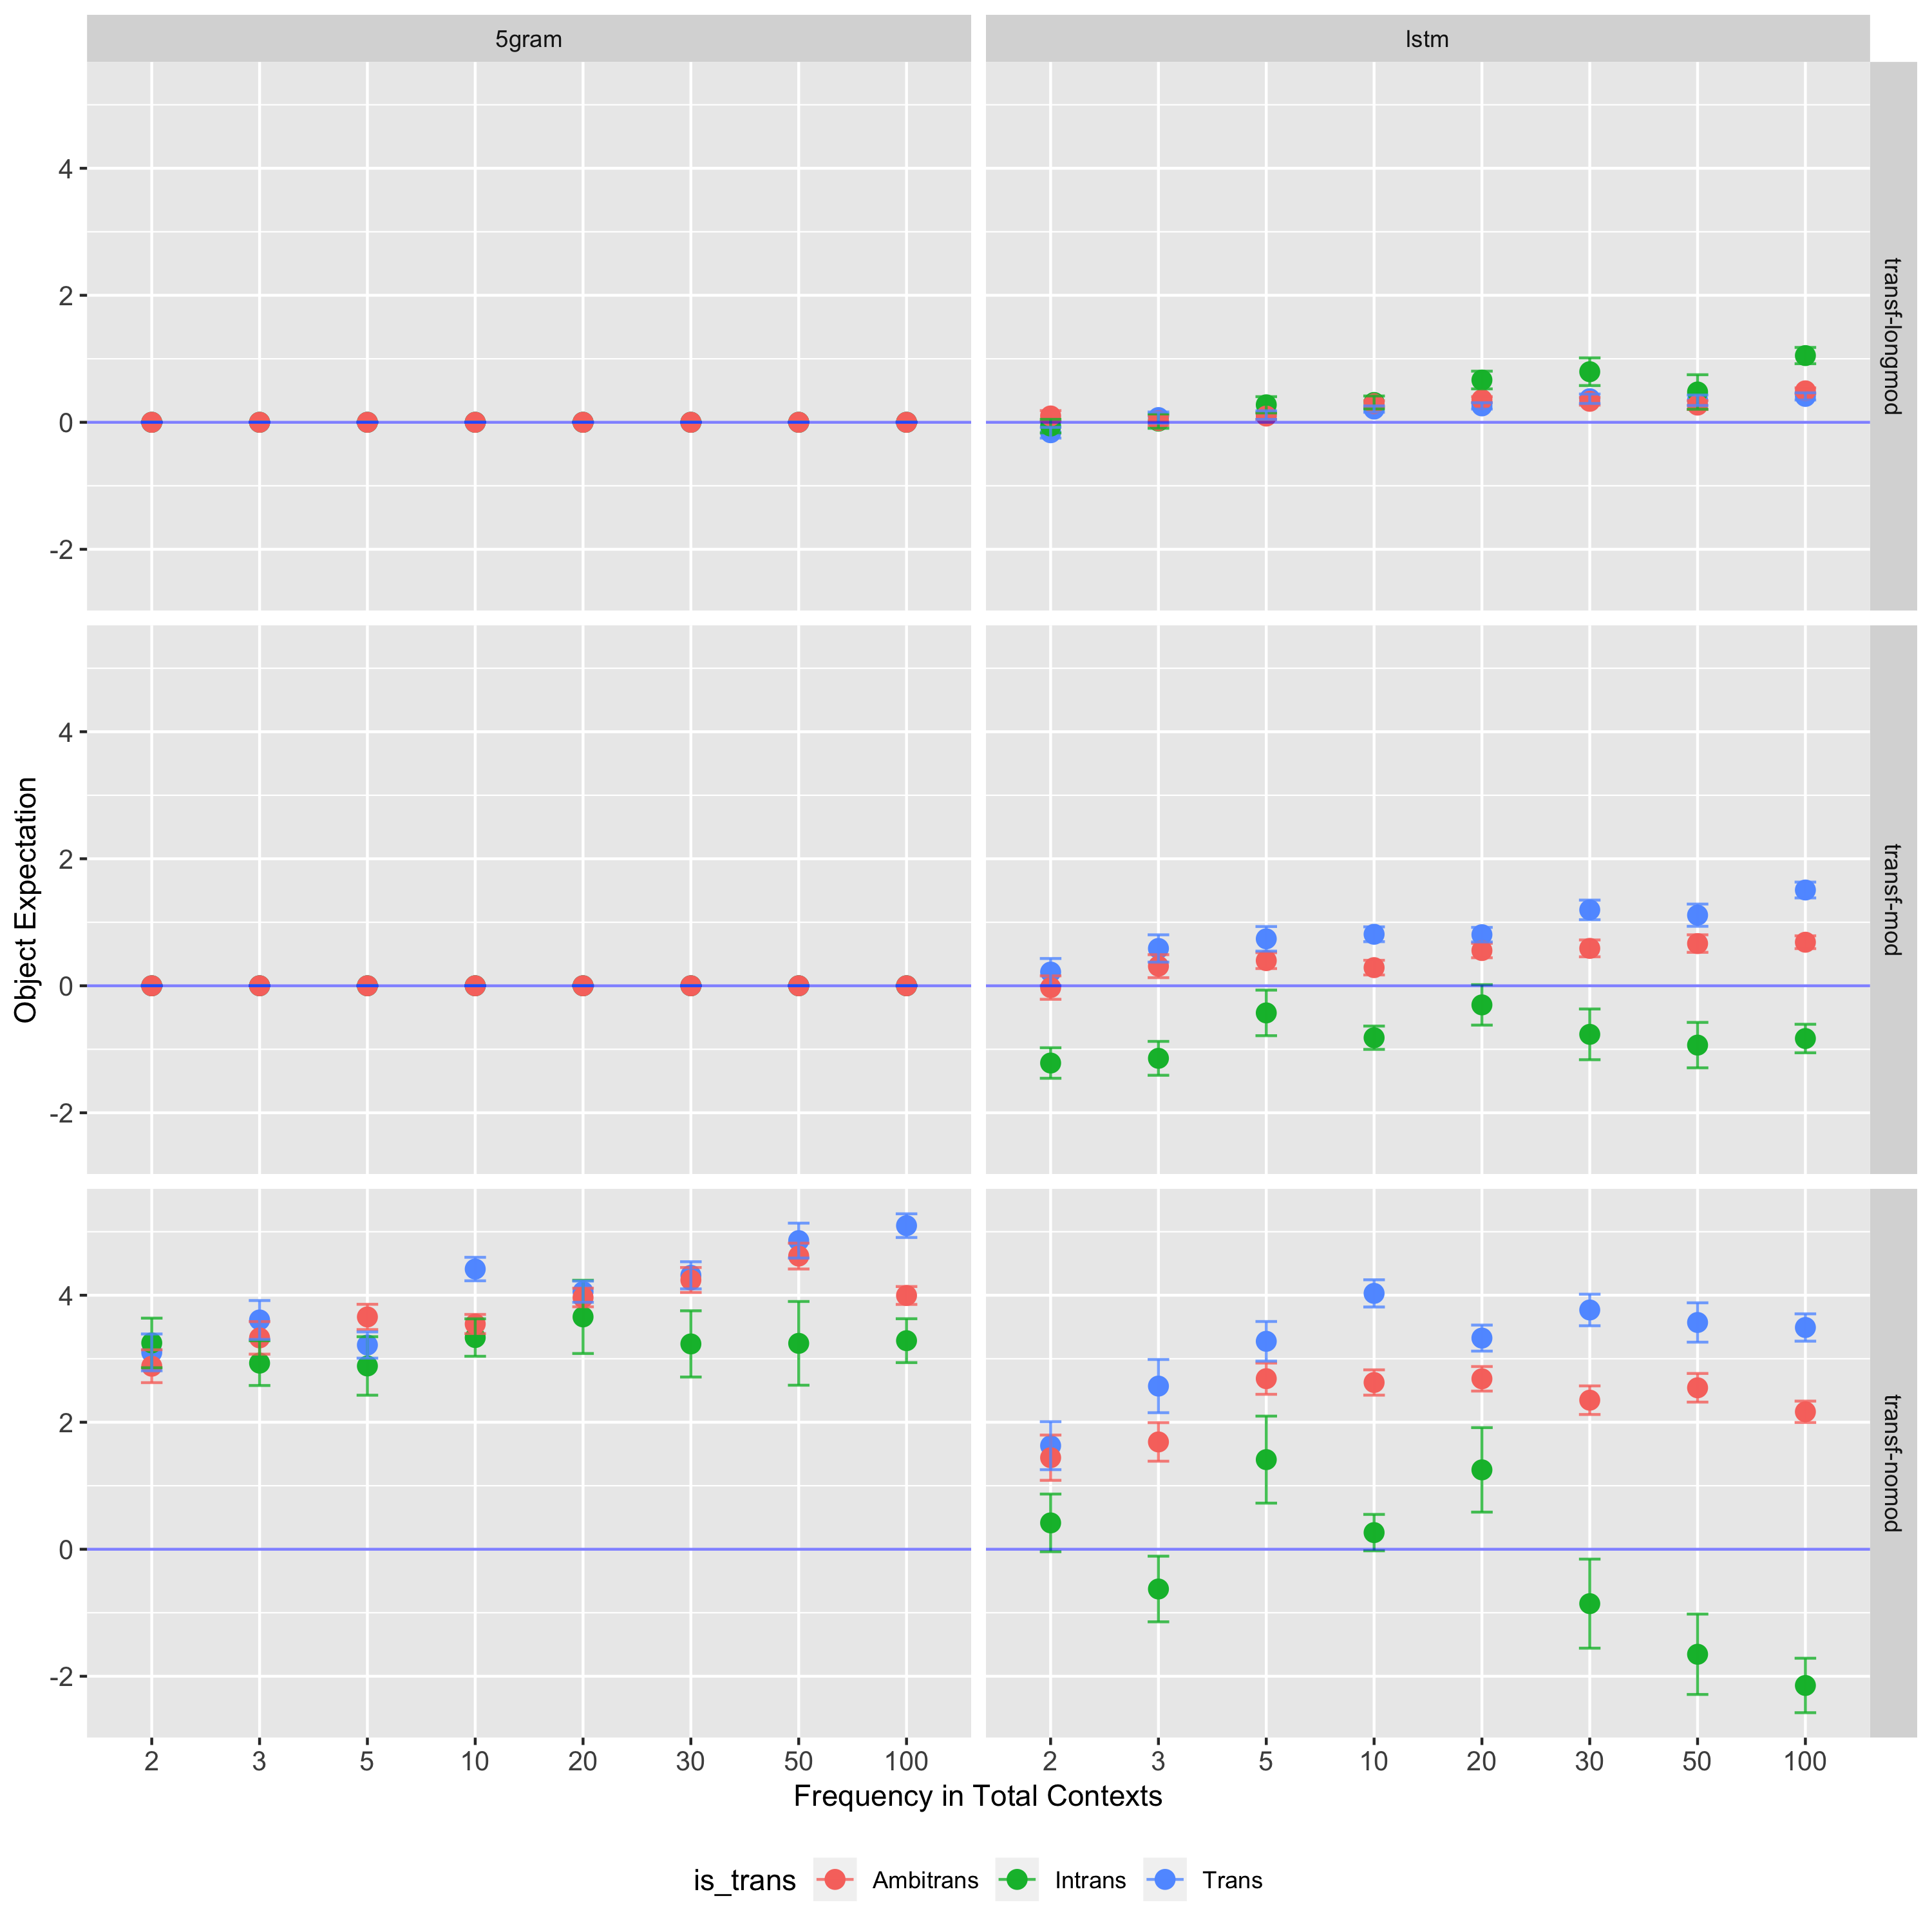 5gram lstm
4
2
0
-2
transf-longmod
4
2
0
-2
transf-mod
4
2
0
-2
transf-nomod
Object Expectation
2 3 5 10 20 30 50 100 2 3 5 10 20 30 50 100
Frequency in Total Contexts
is_trans Ambitrans Intrans Trans